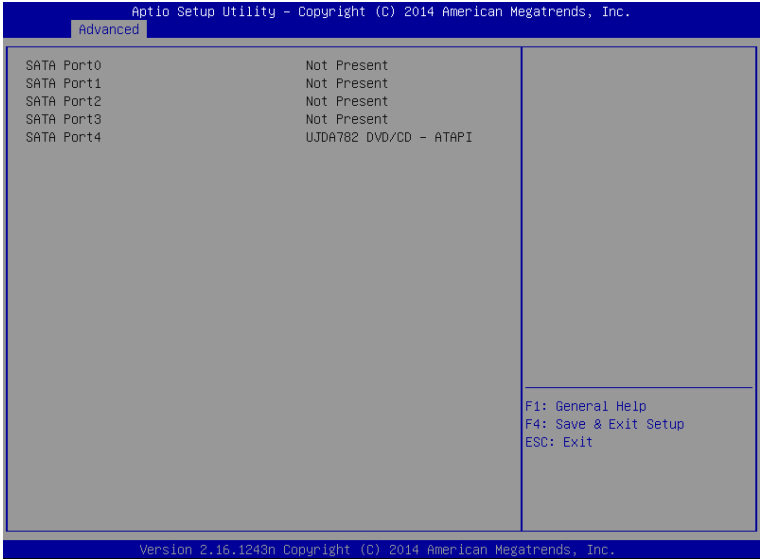 Aptio Setup Utility – Copyright (C) 2014 American Megatrends, Inc.
Advanced
SATA Port0 Not Present
SATA Port1 Not Present
SATA Port2 Not Present
SATA Port3 Not Present
SATA Port4 UJDA782 DVD/CD – ATAPI
F1: General Help
F4: Save & Exit Setup
ESC: Exit
Version 2.16.1243n Copyright (C) 2014 American Megatrends, Inc.